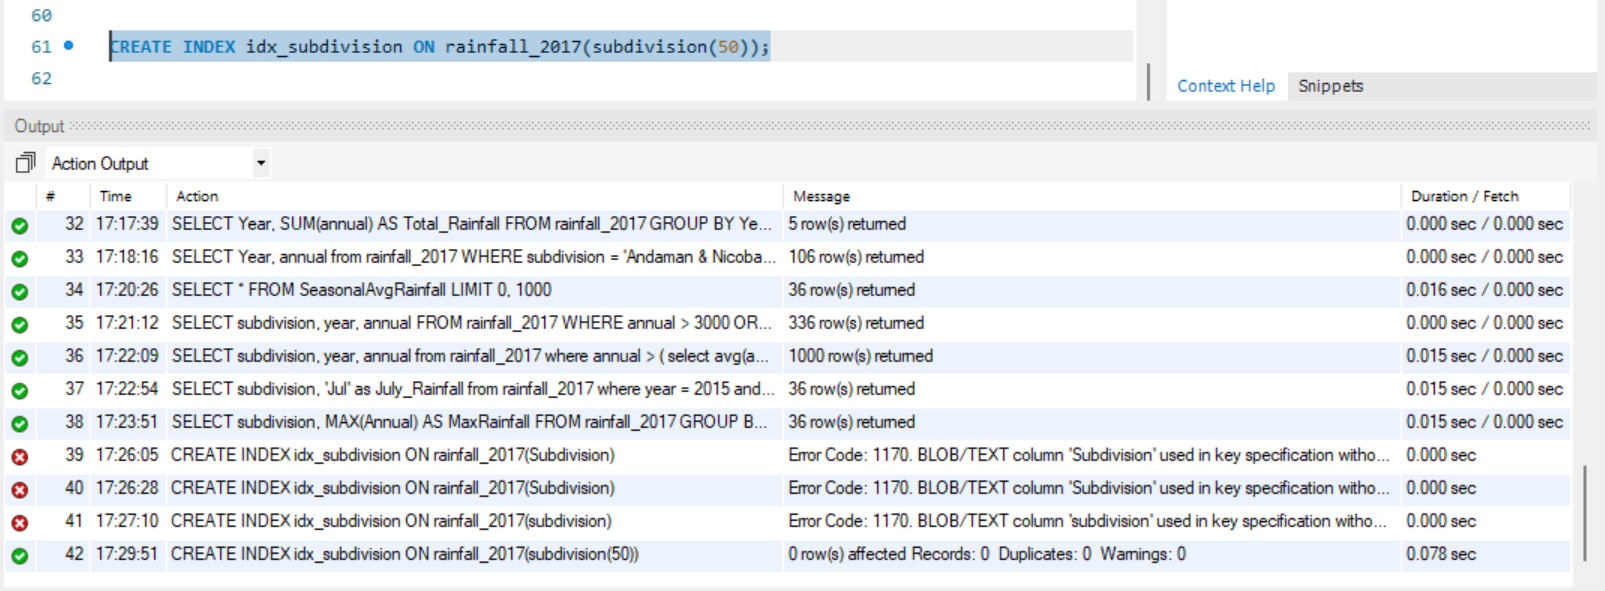 60
61 CREATE INDEX idx_subdivision ON rainfall_2017(subdivision(50));
62
Context Help Snippets
Output
Action Output
# Time Action Message Duration / Fetch
32 17:17:39 SELECT Year, SUM(annual) AS Total_Rainfall FROM rainfall_2017 GROUP BY Ye... 5 row(s) returned 0.000 sec / 0.000 sec
33 17:18:16 SELECT Year, annual from rainfall_2017 WHERE subdivision = 'Andaman & Nicoba... 106 row(s) returned 0.000 sec / 0.000 sec
34 17:20:26 SELECT * FROM SeasonalAvgRainfall LIMIT 0, 1000 36 row(s) returned 0.016 sec / 0.000 sec
35 17:21:12 SELECT subdivision, year, annual FROM rainfall_2017 WHERE annual > 3000 OR... 336 row(s) returned 0.000 sec / 0.000 sec
36 17:22:09 SELECT subdivision, year, annual from rainfall_2017 where annual > ( select avg(a... 1000 row(s) returned 0.015 sec / 0.000 sec
37 17:22:54 SELECT subdivision, 'Jul' as July_Rainfall from rainfall_2017 where year = 2015 and... 36 row(s) returned 0.015 sec / 0.000 sec
38 17:23:51 SELECT subdivision, MAX(Annual) AS MaxRainfall FROM rainfall_2017 GROUP B... 36 row(s) returned 0.015 sec / 0.000 sec
39 17:26:05 CREATE INDEX idx_subdivision ON rainfall_2017(Subdivision) Error Code: 1170. BLOB/TEXT column 'Subdivision' used in key specification witho... 0.000 sec
40 17:26:28 CREATE INDEX idx_subdivision ON rainfall_2017(Subdivision) Error Code: 1170. BLOB/TEXT column 'Subdivision' used in key specification witho... 0.000 sec
41 17:27:10 CREATE INDEX idx_subdivision ON rainfall_2017(subdivision) Error Code: 1170. BLOB/TEXT column 'subdivision' used in key specification witho... 0.000 sec
42 17:29:51 CREATE INDEX idx_subdivision ON rainfall_2017(subdivision(50)) 0 row(s) affected Records: 0 Duplicates: 0 Warnings: 0 0.078 sec